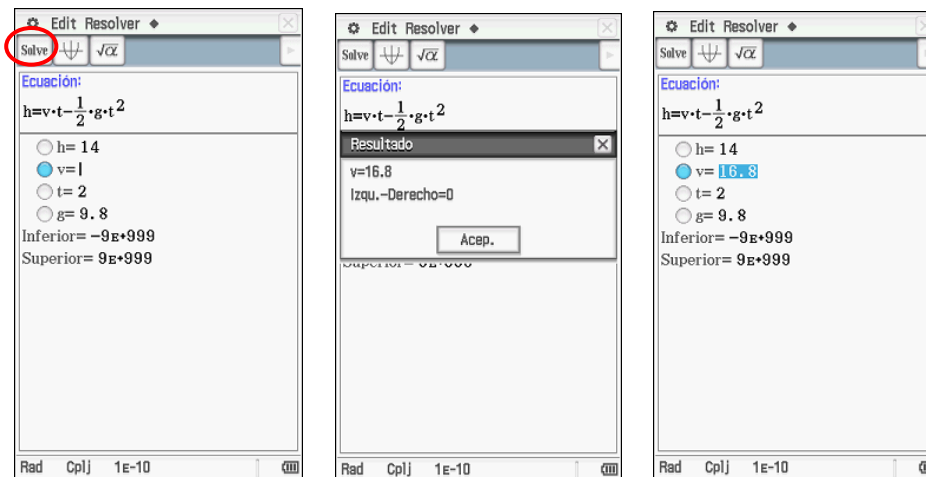 Edit Resolver
Solve √α
Ecuación:
h=v·t-1/2·g·t²
h= 14
v=
t= 2
g= 9.8
Inferior= -9E+999
Superior= 9E+999
Rad Cplj 1E-10
Edit Resolver
Solve √α
Ecuación:
h=v·t-1/2·g·t²
Resultado
v=16.8
Izqu.-Derecho=0
Acep.
Rad Cplj 1E-10
Edit Resolver
Solve √α
Ecuación:
h=v·t-1/2·g·t²
h= 14
v= 16.8
t= 2
g= 9.8
Inferior= -9E+999
Superior= 9E+999
Rad Cplj 1E-10